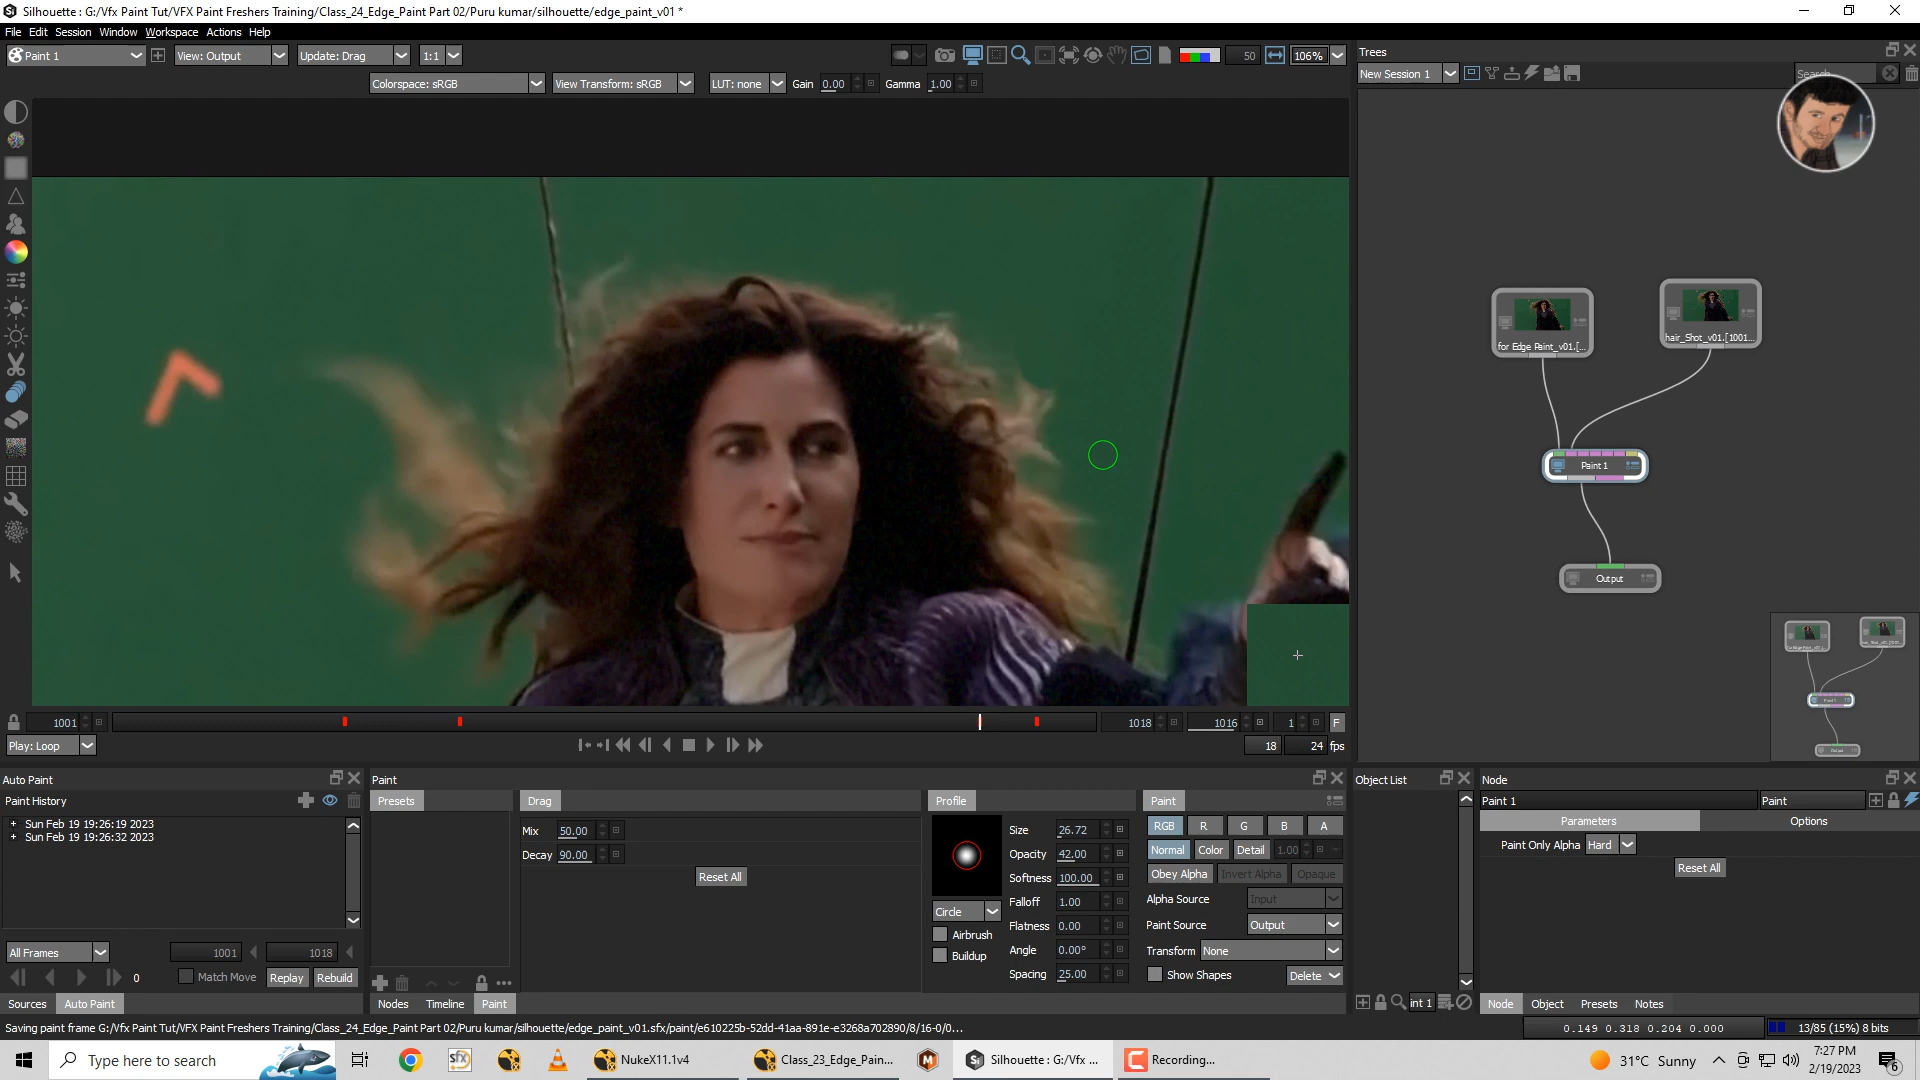 Silhouette : G:/Vfx Paint Tut/VFX Paint Freshers Training/Class_24_Edge_Paint Part 02/Puru kumar/silhouette/edge_paint_v01 *
File Edit Session Window Workspace Actions Help
Paint 1 View: Output Update: Drag 1:1 50 106%
Colorspace: sRGB View Transform: sRGB LUT: none Gain 0.00 Gamma 1.00
Trees
New Session 1 Search
for Edge Paint_v01.[... hair_Shot_v01.[1001...
Paint 1
Output
1001 1018 1016 1 F
Play: Loop 18 24 fps
Auto Paint
Paint History
Sun Feb 19 19:26:19 2023
Sun Feb 19 19:26:32 2023
All Frames 1001 1018
0 Match Move Replay Rebuild
Sources Auto Paint
Paint
Presets Drag Profile Paint
Mix 50.00
Decay 90.00
Reset All
Circle
Airbrush
Buildup
Size 26.72
Opacity 42.00
Softness 100.00
Falloff 1.00
Flatness 0.00
Angle 0.00°
Spacing 25.00
RGB R G B A
Normal Color Detail 1.00
Obey Alpha Invert Alpha Opaque
Alpha Source Input
Paint Source Output
Transform None
Show Shapes Delete
Nodes Timeline Paint
Object List
int 1
Node
Paint 1 Paint
Parameters Options
Paint Only Alpha Hard
Reset All
Node Object Presets Notes
Saving paint frame G:/Vfx Paint Tut/VFX Paint Freshers Training/Class_24_Edge_Paint Part 02/Puru kumar/silhouette/edge_paint_v01.sfx/paint/e610225b-52dd-41aa-891e-e3268a702890/8/16-0/0...
0.149 0.318 0.204 0.000 13/85 (15%) 8 bits
Type here to search NukeX11.1v4 Class_23_Edge_Pain... Silhouette : G:/Vfx ... Recording... 31°C Sunny 7:27 PM
2/19/2023 6